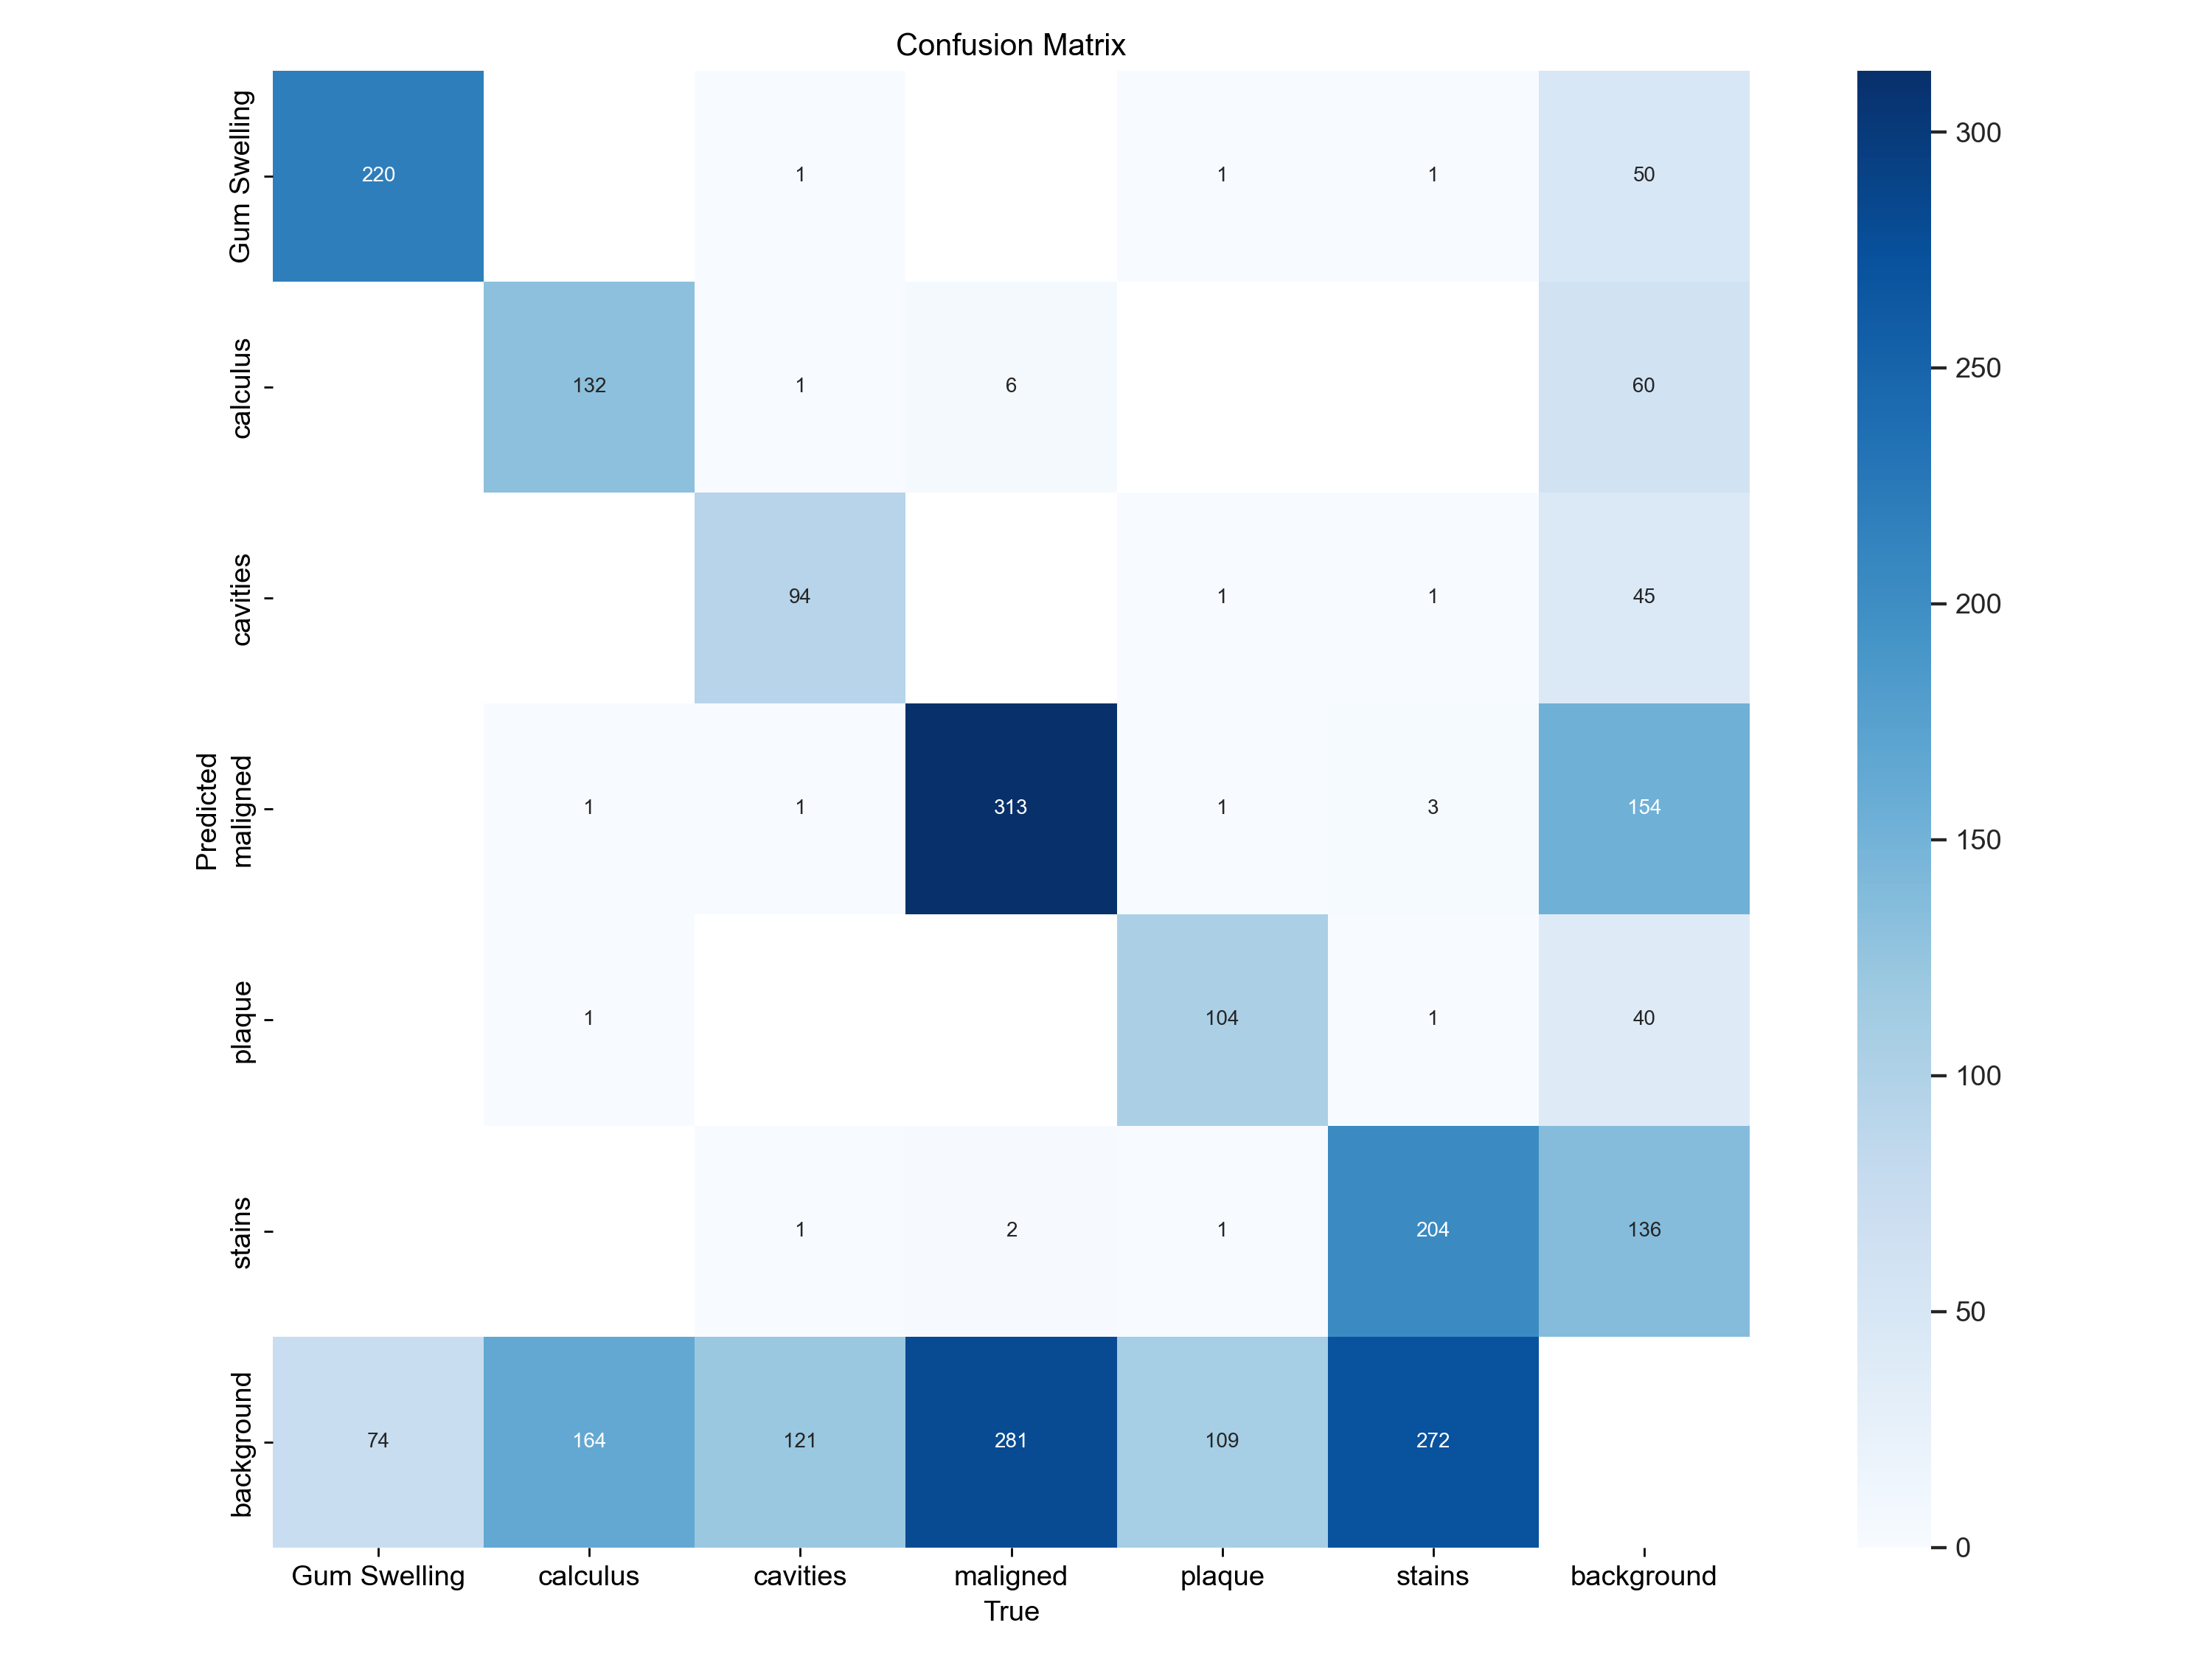 Confusion Matrix
Gum Swelling 220 1 1 1 50
calculus 132 1 6 60
cavities 94 1 1 45
Predicted
maligned 1 1 313 1 3 154
plaque 1 104 1 40
stains 1 2 1 204 136
background 74 164 121 281 109 272
Gum Swelling calculus cavities maligned plaque stains background
True
300
250
200
150
100
50
0